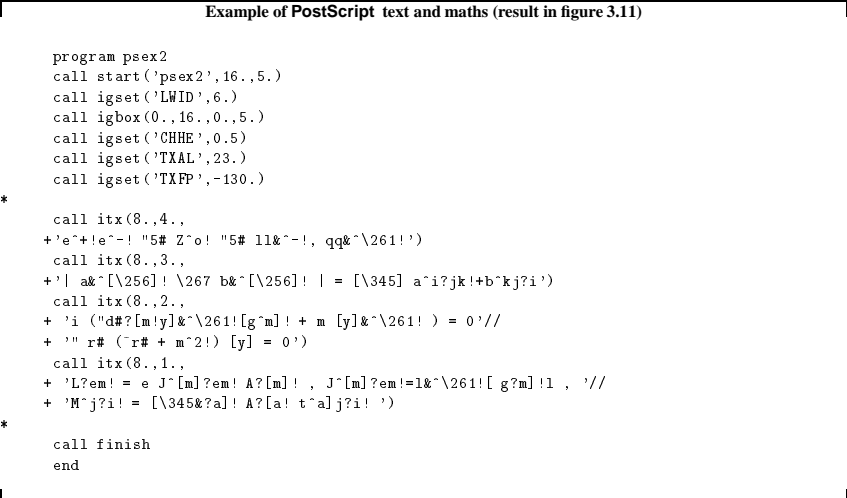 Example of PostScript text and maths (result in figure 3.11)
program psex2
call start('psex2',16.,5.)
call igset('LWID',6.)
call igbox(0.,16.,0.,5.)
call igset('CHHE',0.5)
call igset('TXAL',23.)
call igset('TXFP',-130.)
*
call itx(8.,4.,
+'e^+!e^-! "5# Z^o! "5# ll&^-!, qq&^\261!')
call itx(8.,3.,
+'| a&^[\256]! \267 b&^[\256]! | = [\345] a^i?jk!+b^kj?i')
call itx(8.,2.,
+ 'i ("d#?[m!y]&^\261![g^m]! + m [y]&^\261! ) = 0'//
+ '" r# (~r# + m^2!) [y] = 0')
call itx(8.,1.,
+ 'L?em! = e J^[m]?em! A?[m]! , J^[m]?em!=l&^\261![ g?m]!l , '//
+ 'M^j?i! = [\345&?a]! A?[a! t^a]j?i! ')
*
call finish
end